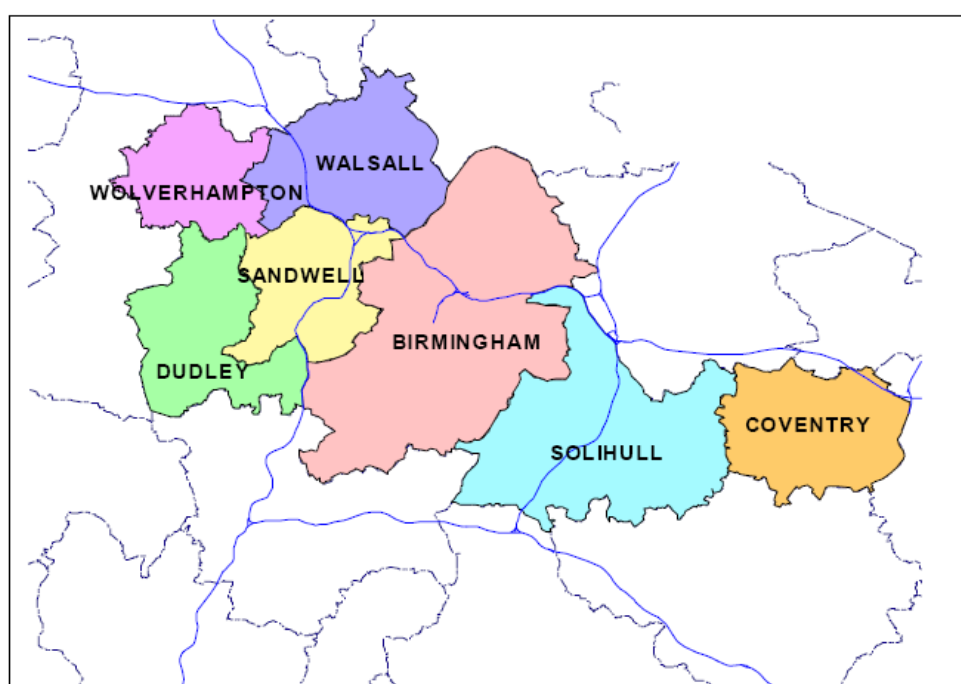 WALSALL
WOLVERHAMPTON
SANDWELL
BIRMINGHAM
DUDLEY
COVENTRY
SOLIHULL